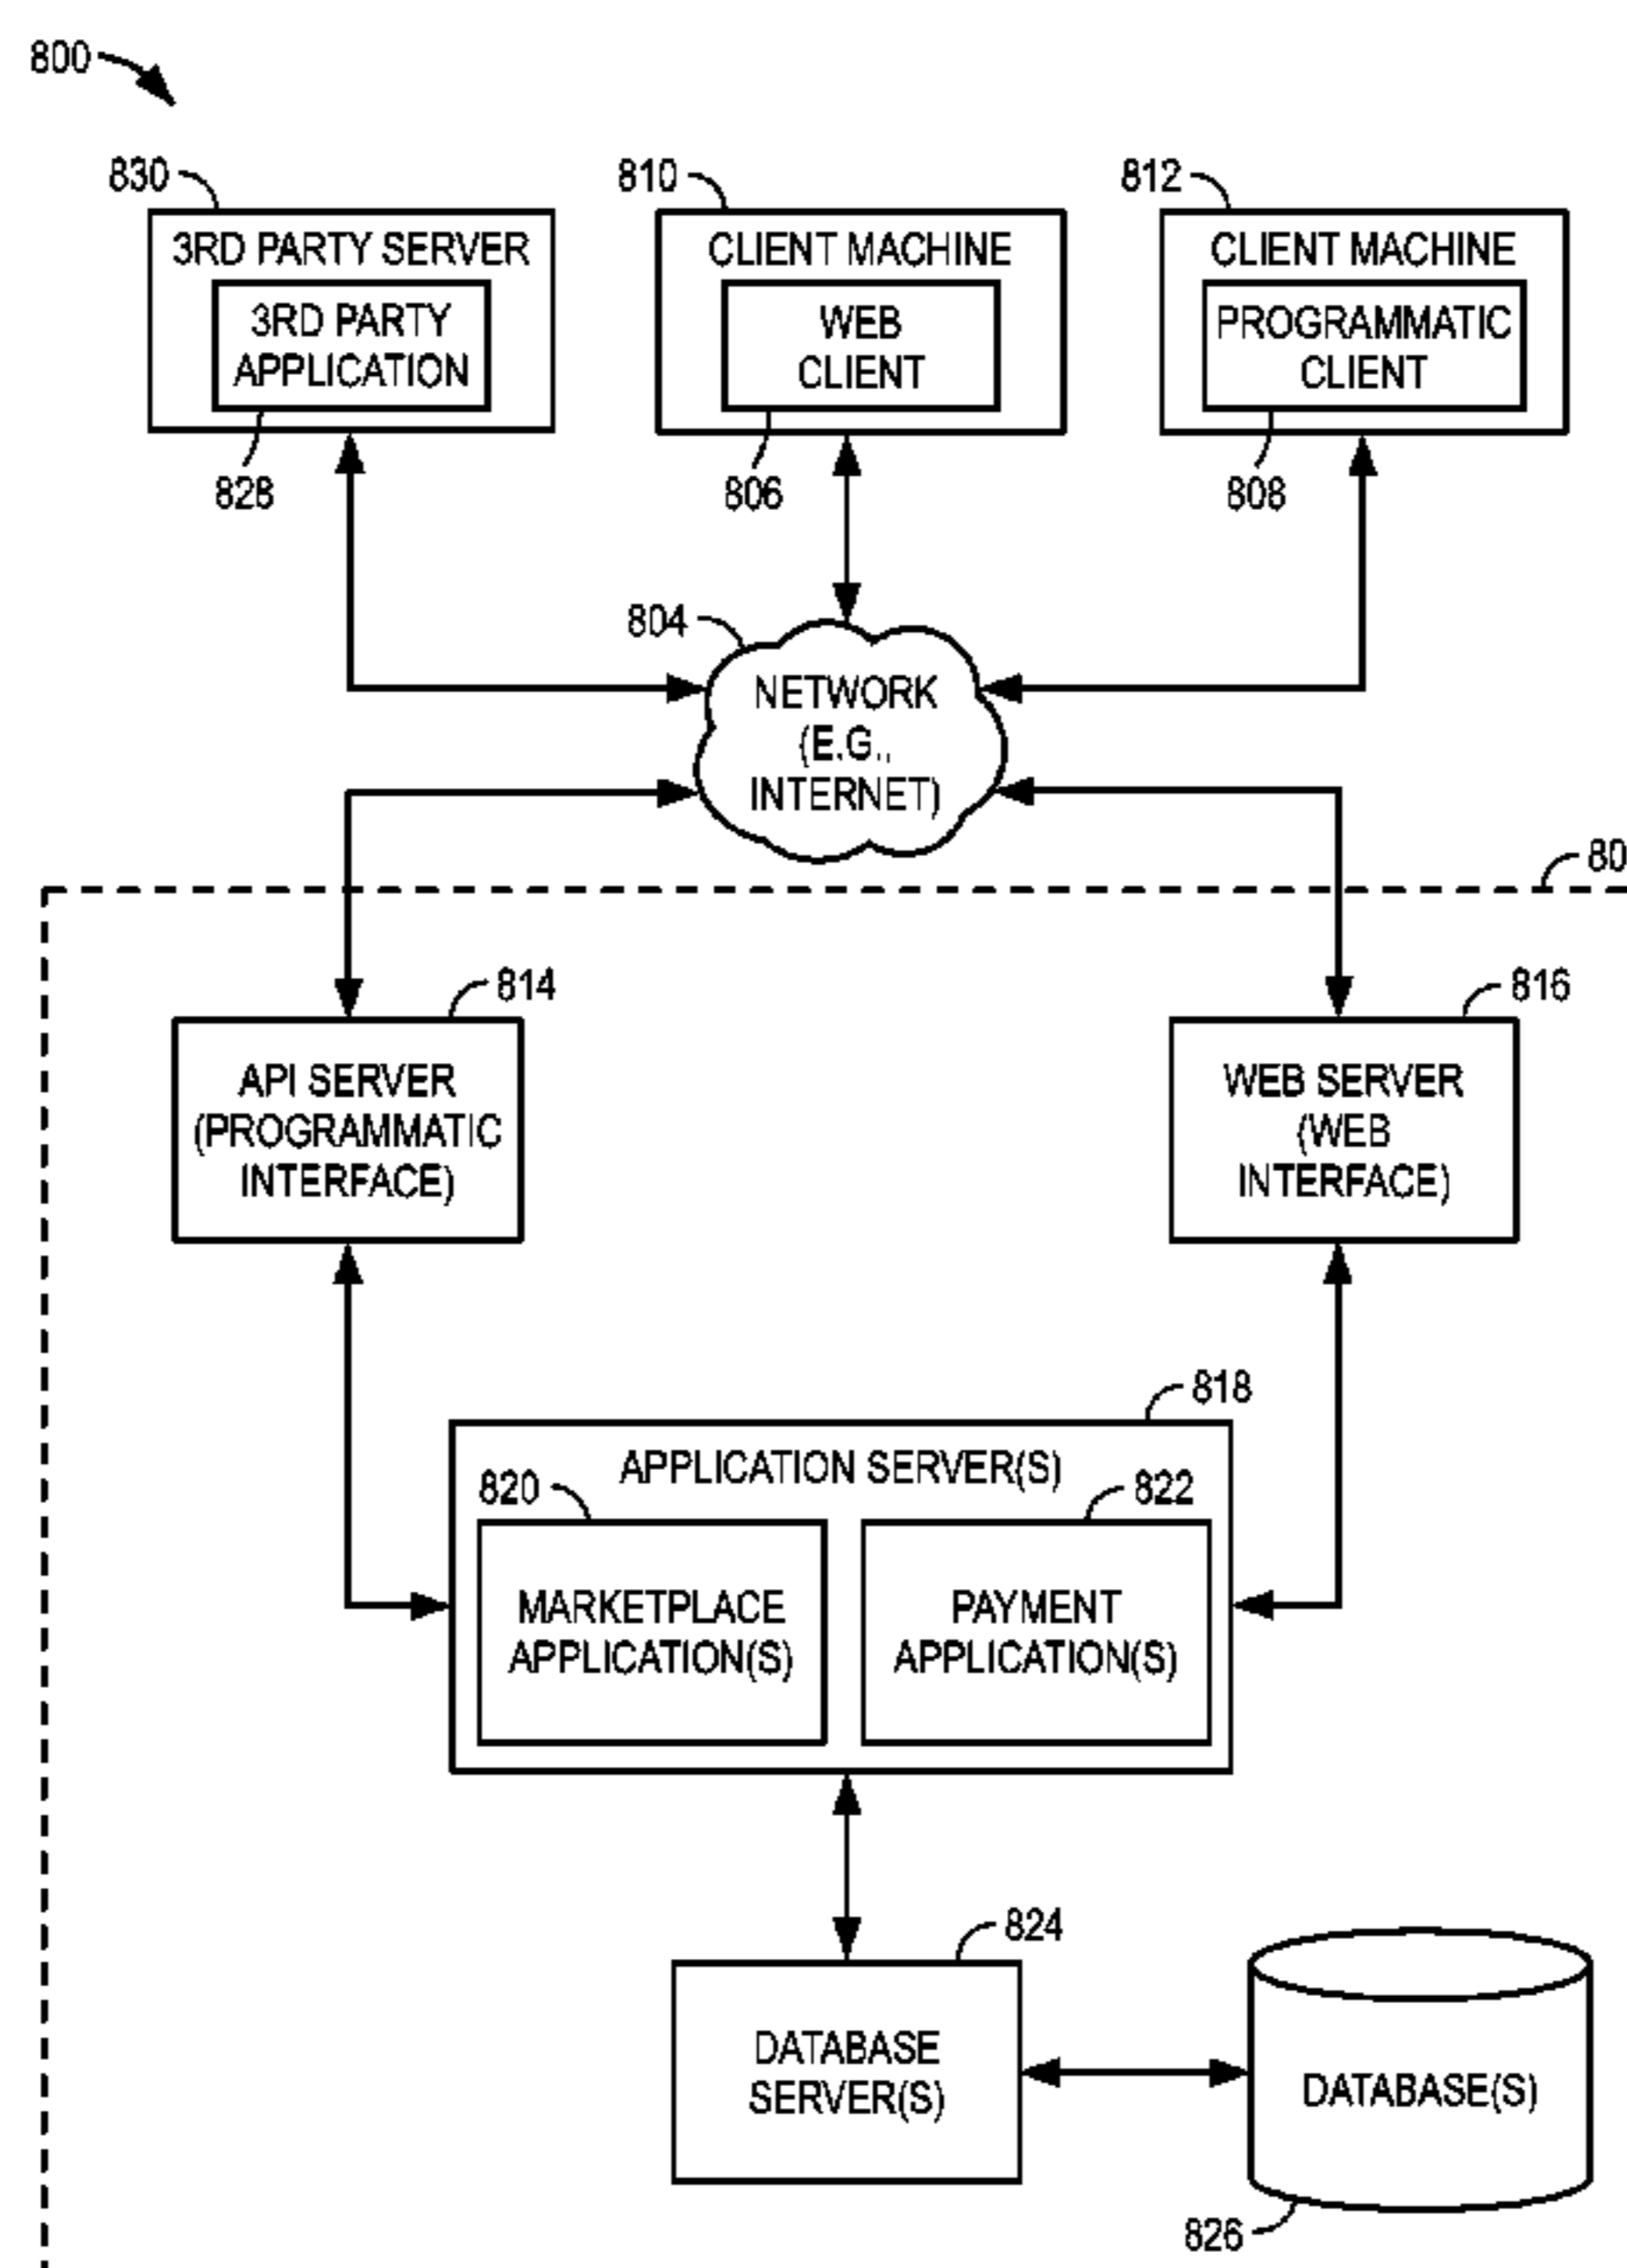 800
830
3RD PARTY SERVER
3RD PARTY
APPLICATION
828
810
CLIENT MACHINE
WEB
CLIENT
806
812
CLIENT MACHINE
PROGRAMMATIC
CLIENT
808
804
NETWORK
(E.G.,
INTERNET)
80
814
API SERVER
(PROGRAMMATIC
INTERFACE)
816
WEB SERVER
(WEB
INTERFACE)
818
APPLICATION SERVER(S)
820
MARKETPLACE
APPLICATION(S)
822
PAYMENT
APPLICATION(S)
824
DATABASE
SERVER(S)
DATABASE(S)
826